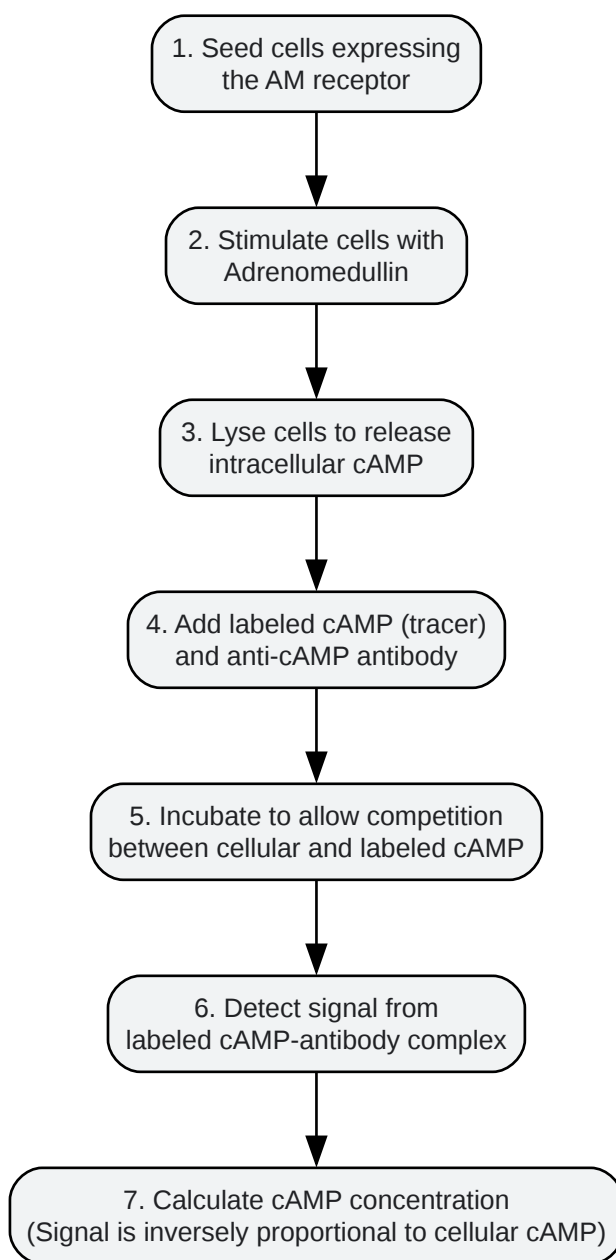 1. Seed cells expressing
the AM receptor
2. Stimulate cells with
Adrenomedullin
3. Lyse cells to release
intracellular cAMP
4. Add labeled cAMP (tracer)
and anti-cAMP antibody
5. Incubate to allow competition
between cellular and labeled cAMP
6. Detect signal from
labeled cAMP-antibody complex
7. Calculate cAMP concentration
(Signal is inversely proportional to cellular cAMP)